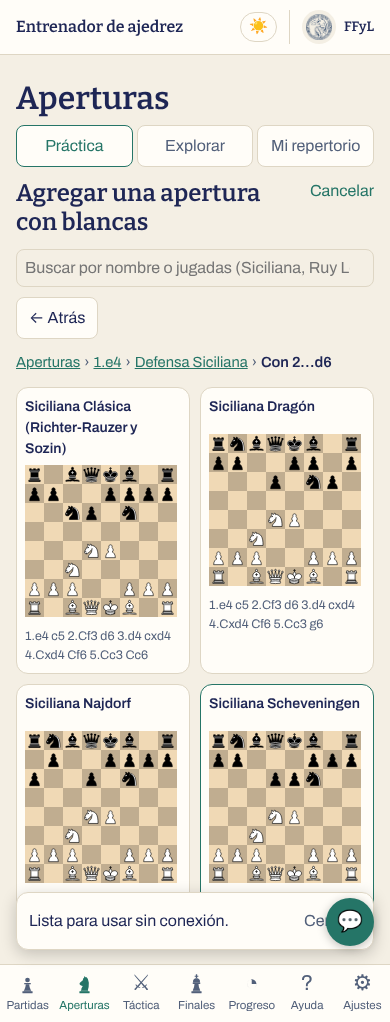 Entrenador de ajedrez
FFyL
Aperturas
Práctica
Explorar
Mi repertorio
Agregar una apertura
con blancas
Cancelar
Buscar por nombre o jugadas (Siciliana, Ruy L
← Atrás
Aperturas › 1.e4 › Defensa Siciliana › Con 2...d6
Siciliana Clásica
(Richter-Rauzer y
Sozin)
1.e4 c5 2.Cf3 d6 3.d4 cxd4
4.Cxd4 Cf6 5.Cc3 Cc6
Siciliana Dragón
1.e4 c5 2.Cf3 d6 3.d4 cxd4
4.Cxd4 Cf6 5.Cc3 g6
Siciliana Najdorf
Siciliana Scheveningen
Lista para usar sin conexión.
Partidas
Aperturas
Táctica
Finales
Progreso
? Ayuda
Ajustes